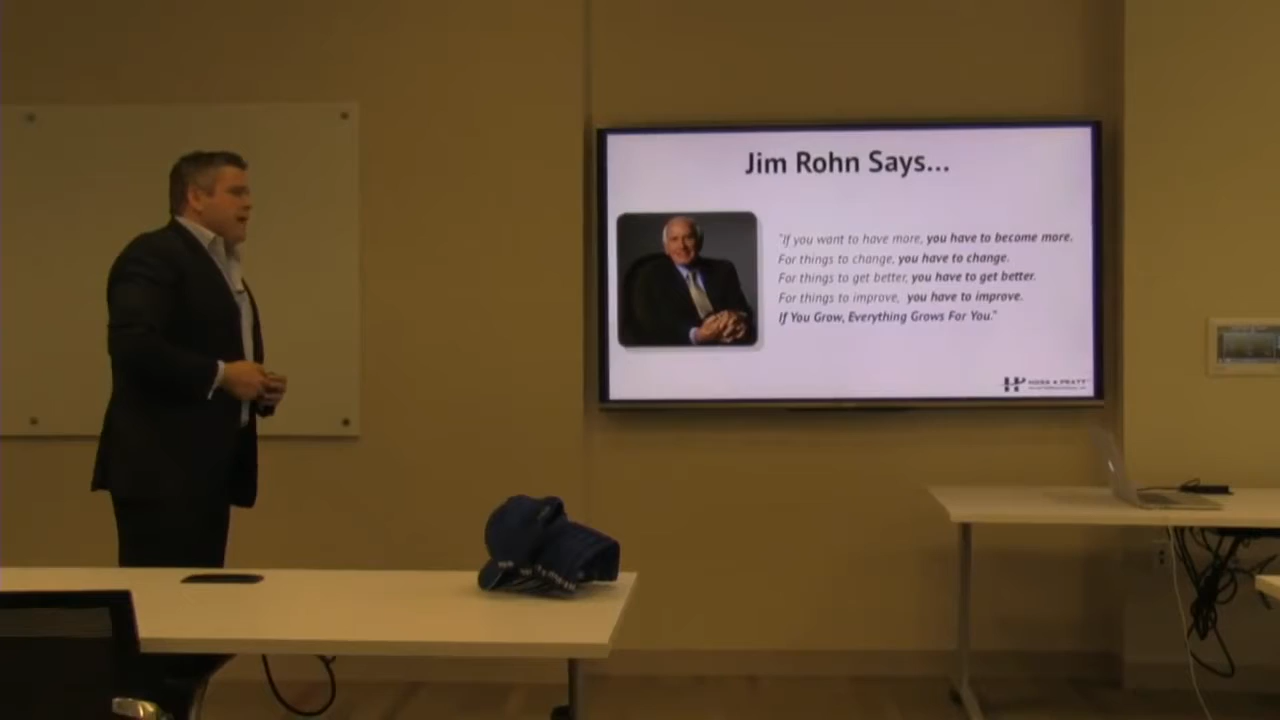 Jim Rohn Says...
"If you want to have more, you have to become more.
For things to change, you have to change.
For things to get better, you have to get better.
For things to improve, you have to improve.
If You Grow, Everything Grows For You."